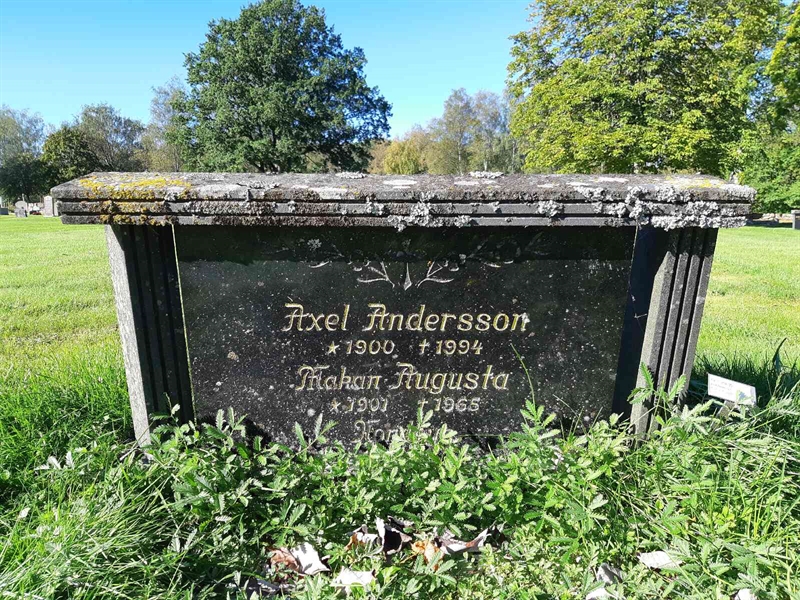 Axel Andersson
* 1900 † 1994
Makan Augusta
* 1901 † 1965